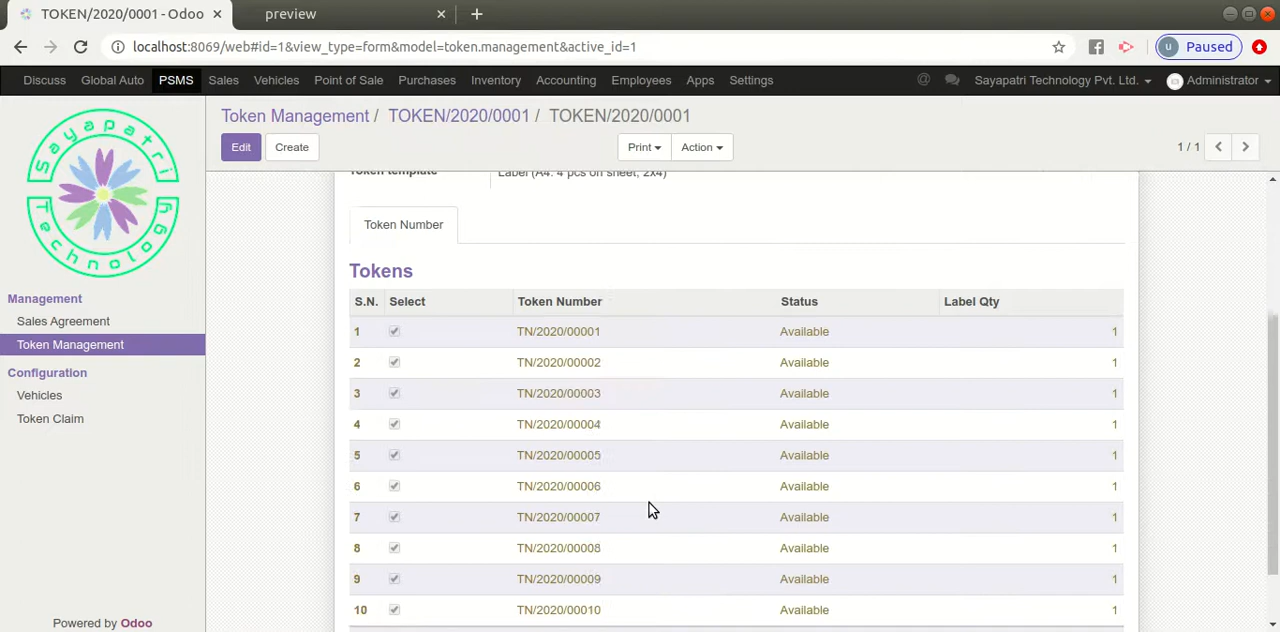 TOKEN/2020/0001 - Odoo
preview
localhost:8069/web#id=1&view_type=form&model=token.management&active_id=1
u Paused
Discuss Global Auto PSMS Sales Vehicles Point of Sale Purchases Inventory Accounting Employees Apps Settings @ Sayapatri Technology Pvt. Ltd. Administrator
Token Management / TOKEN/2020/0001 / TOKEN/2020/0001
Edit Create Print Action 1 / 1
Sayapatri
Technology
Management
Sales Agreement
Token Management
Configuration
Vehicles
Token Claim
Powered by Odoo
Token template Label (A4: 4 pcs on sheet, 2x4)
Token Number
Tokens
S.N. Select Token Number Status Label Qty
1 TN/2020/00001 Available 1
2 TN/2020/00002 Available 1
3 TN/2020/00003 Available 1
4 TN/2020/00004 Available 1
5 TN/2020/00005 Available 1
6 TN/2020/00006 Available 1
7 TN/2020/00007 Available 1
8 TN/2020/00008 Available 1
9 TN/2020/00009 Available 1
10 TN/2020/00010 Available 1